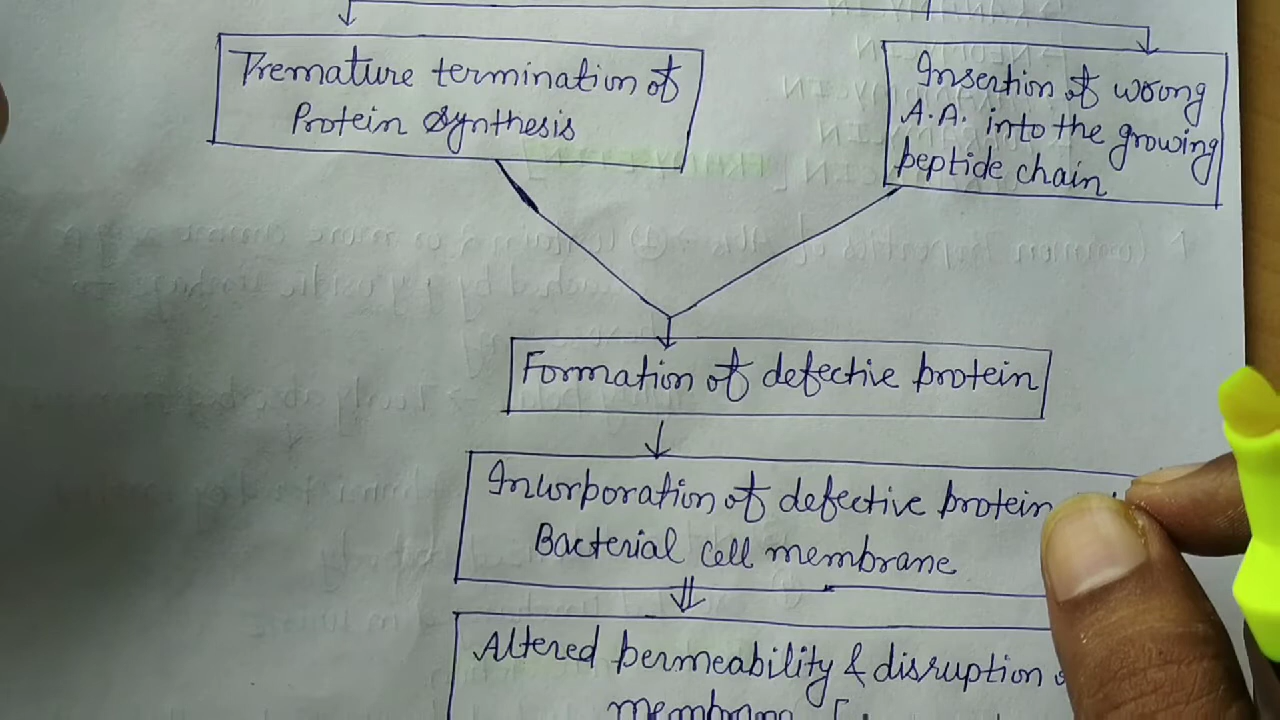 Premature termination of
Protein synthesis
Insertion of wrong
A.A. into the growing
peptide chain
Formation of defective protein
Incorporation of defective protein
Bacterial cell membrane
Altered permeability & disruption
membrane